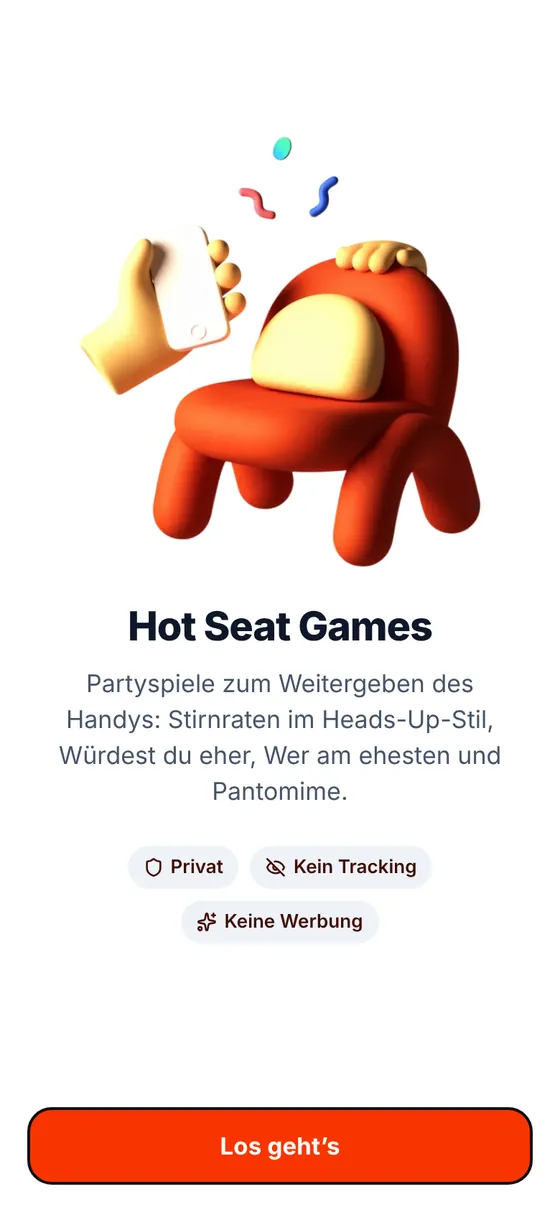 Hot Seat Games
Partyspiele zum Weitergeben des
Handys: Stirnraten im Heads-Up-Stil,
Würdest du eher, Wer am ehesten und
Pantomime.
Privat
Kein Tracking
Keine Werbung
Los geht’s